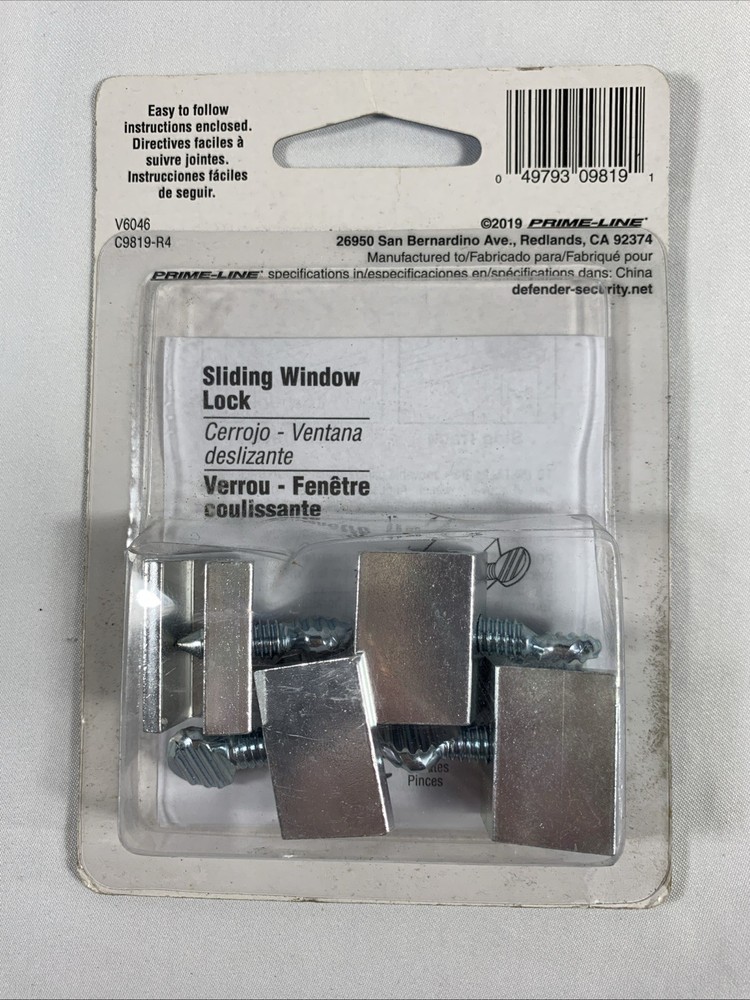 Easy to follow
instructions enclosed.
Directives faciles à
suivre jointes.
Instrucciones fáciles
de seguir.
0 49793 09819 1
V6046
C9819-R4
©2019 PRIME-LINE®
26950 San Bernardino Ave., Redlands, CA 92374
Manufactured to/Fabricado para/Fabriqué pour
PRIME-LINE® specifications in/especificaciones en/spécifications dans: China
defender-security.net
Sliding Window
Lock
Cerrojo - Ventana
deslizante
Verrou - Fenêtre
coulissante
Pinces